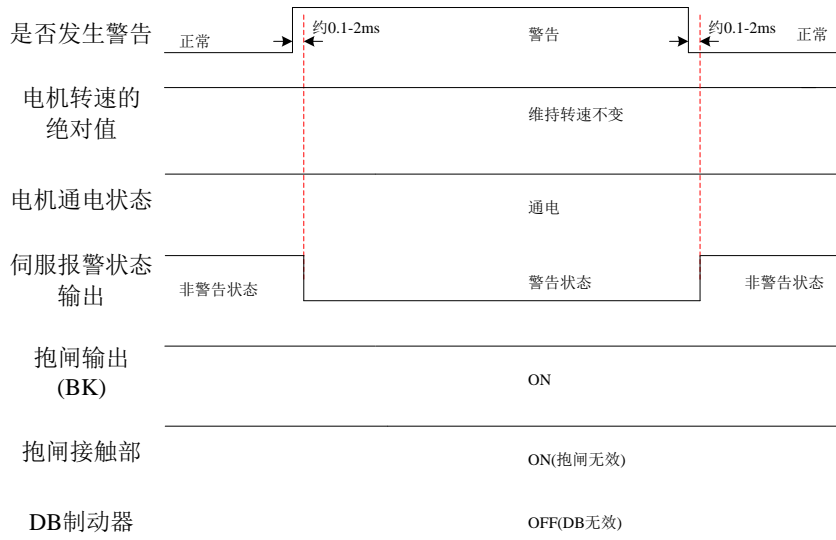 是否发生警告
正常
约0.1-2ms
警告
约0.1-2ms
正常
电机转速的
绝对值
维持转速不变
电机通电状态
通电
伺服报警状态
输出
非警告状态
警告状态
非警告状态
抱闸输出
(BK)
ON
抱闸接触部
ON(抱闸无效)
DB制动器
OFF(DB无效)